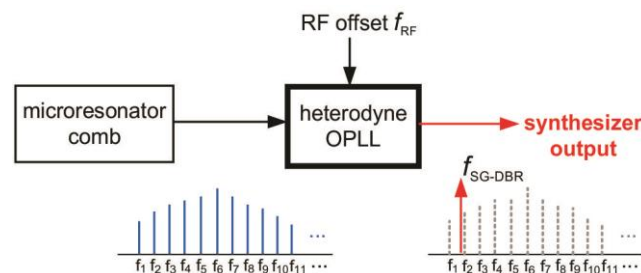 RF offset f_RF
microresonator
comb
heterodyne
OPLL
synthesizer
output
f_SG-DBR
...
f1 f2 f3 f4 f5 f6 f7 f8 f9 f10 f11 ...
...
f1 f2 f3 f4 f5 f6 f7 f8 f9 f10 f11 ...